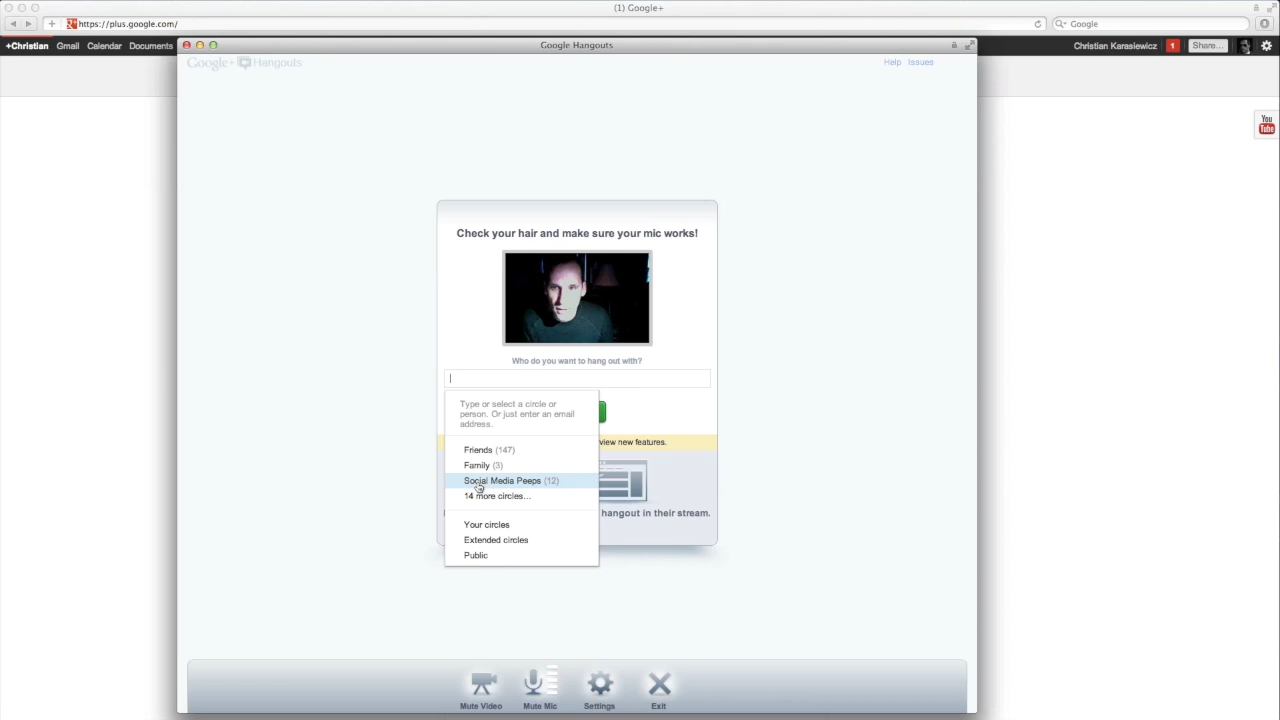 (1) Google+
https://plus.google.com/
Google
+Christian Gmail Calendar Documents
Christian Karasiewicz 1 Share...
Google Hangouts
Google+ Hangouts
Help Issues
You
Tube
Check your hair and make sure your mic works!
Who do you want to hang out with?
Type or select a circle or
person. Or just enter an email
address.
view new features.
Friends (147)
Family (3)
Social Media Peeps (12)
14 more circles...
hangout in their stream.
Your circles
Extended circles
Public
Mute Video Mute Mic Settings Exit